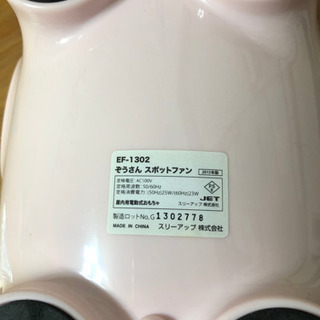 EF-1302
ぞうさん スポットファン
2013年製
定格電圧:AC100V
定格周波数:50/60Hz
定格消費電力:(50Hz)25W/(60Hz)23W
屋内用電動式おもちゃ
PS
E
JET
スリーアップ 株式会社
製造ロットNo,G 1302778
MADE IN CHINA スリーアップ 株式会社